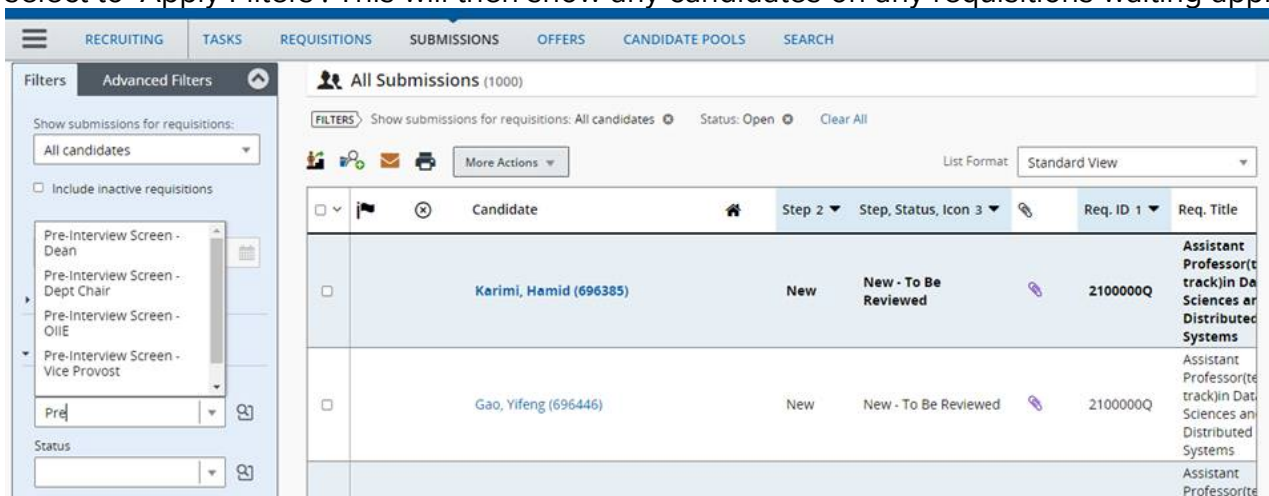 select to 'Apply Filters'. This will then show any candidates on any requisitions waiting
RECRUITING TASKS REQUISITIONS SUBMISSIONS OFFERS CANDIDATE POOLS SEARCH
Filters Advanced Filters
Show submissions for requisitions:
All candidates
Include inactive requisitions
Pre-Interview Screen -
Dean
Pre-Interview Screen -
Dept Chair
Pre-Interview Screen -
OIIE
Pre-Interview Screen -
Vice Provost
Pre
Status
All Submissions (1000)
FILTERS Show submissions for requisitions: All candidates Status: Open Clear All
More Actions List Format Standard View
Candidate Step 2 Step, Status, Icon 3 Req. ID 1 Req. Title
Karimi, Hamid (696385) New New - To Be
Reviewed 2100000Q
Assistant
Professor(t
track)in Da
Sciences ar
Distributed
Systems
Gao, Yifeng (696446) New New - To Be Reviewed 2100000Q
Assistant
Professor(te
track)in Dat
Sciences an
Distributed
Systems
Assistant
Professor(te